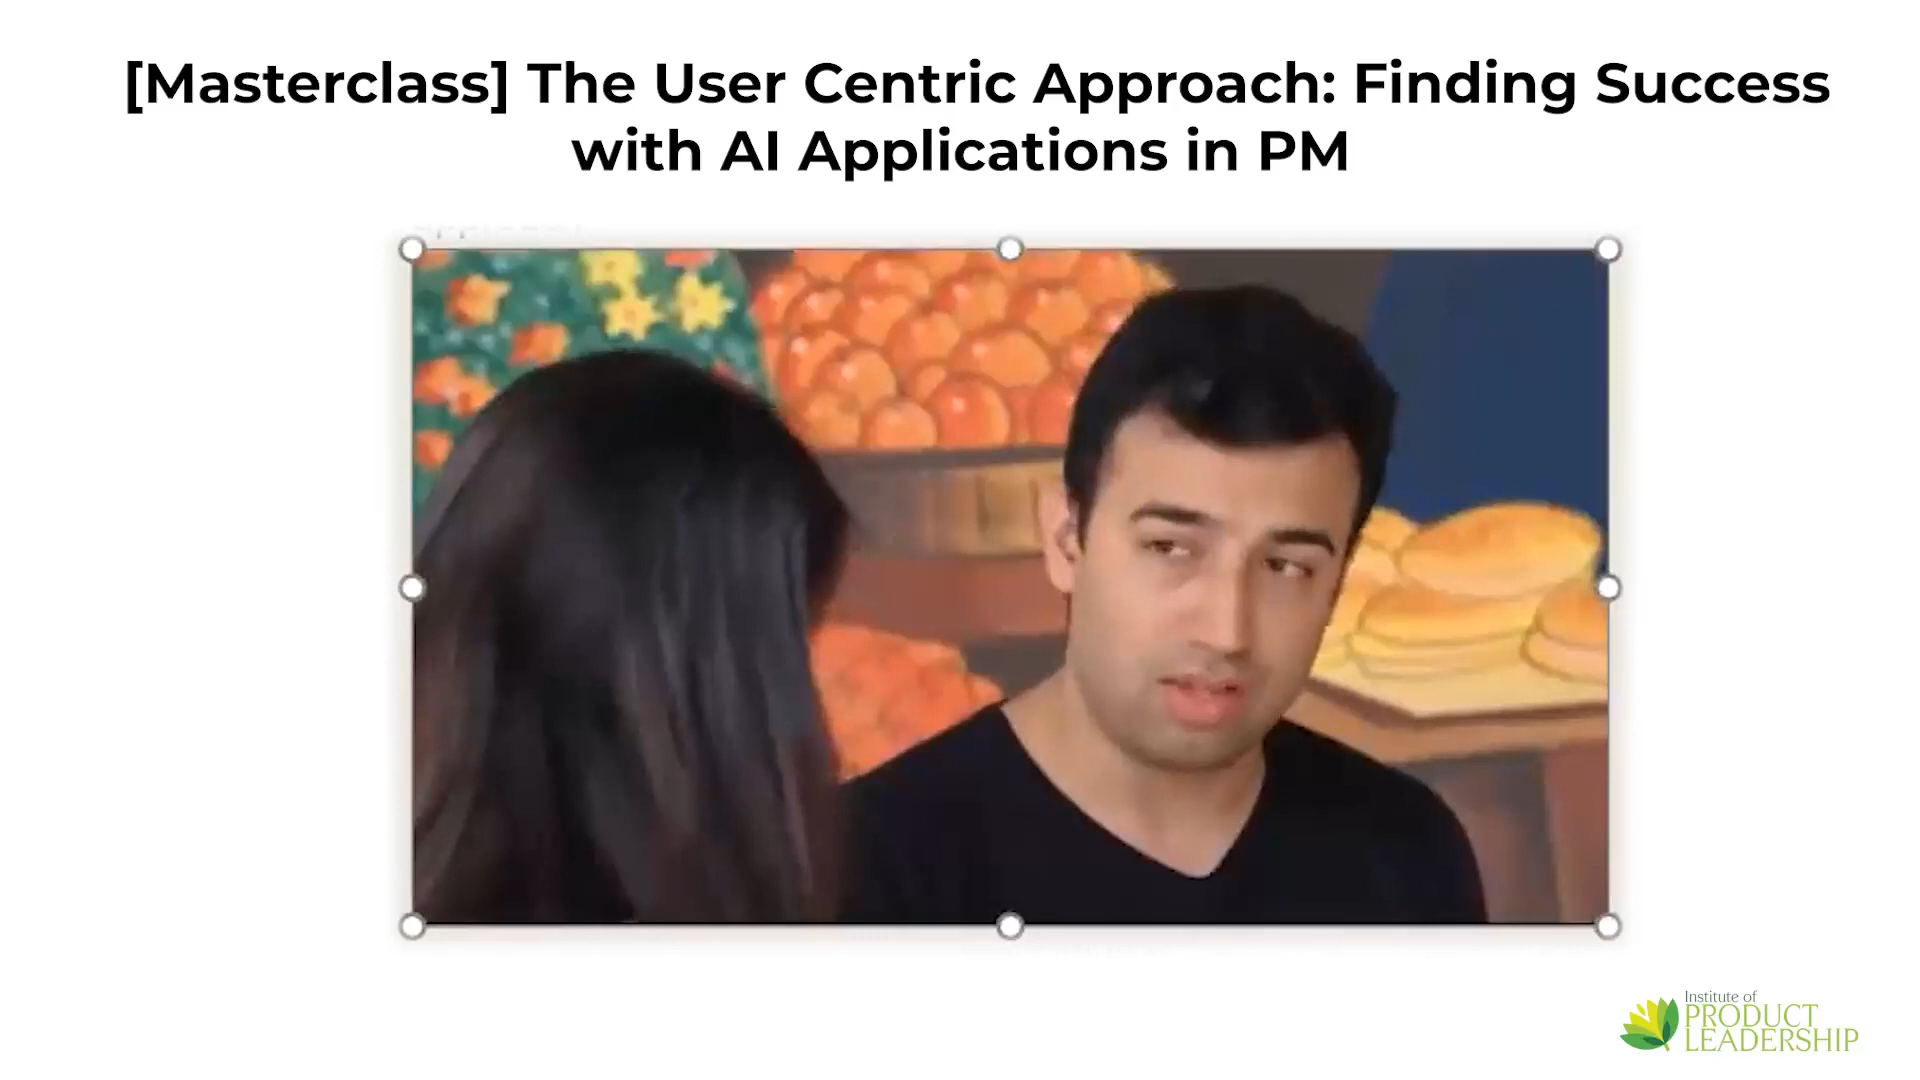 [Masterclass] The User Centric Approach: Finding Success
with AI Applications in PM
Institute of
PRODUCT
LEADERSHIP